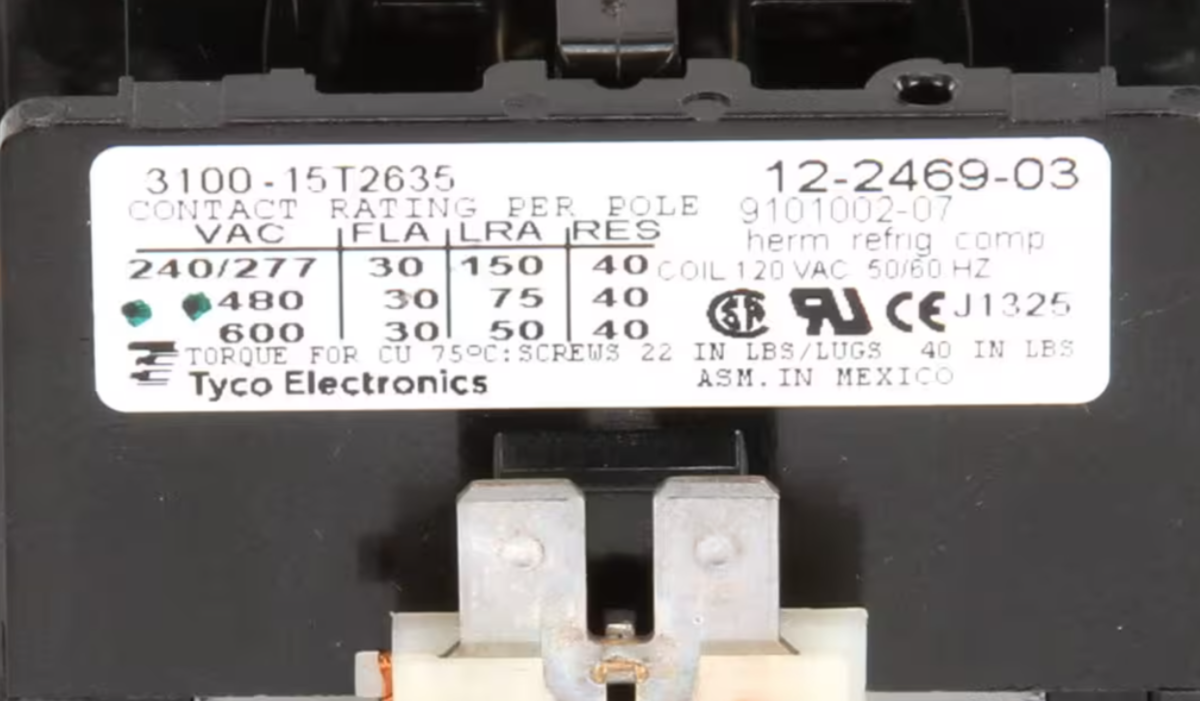 3100-15T2635 12-2469-03
CONTACT RATING PER POLE 9101002-07
VAC FLA LRA RES herm refrig comp
240/277 30 150 40 COIL 120 VAC 50/60 HZ
480 30 75 40 CE J1325
600 30 50 40
TORQUE FOR CU 75°C:SCREWS 22 IN LBS/LUGS 40 IN LBS
Tyco Electronics ASM. IN MEXICO